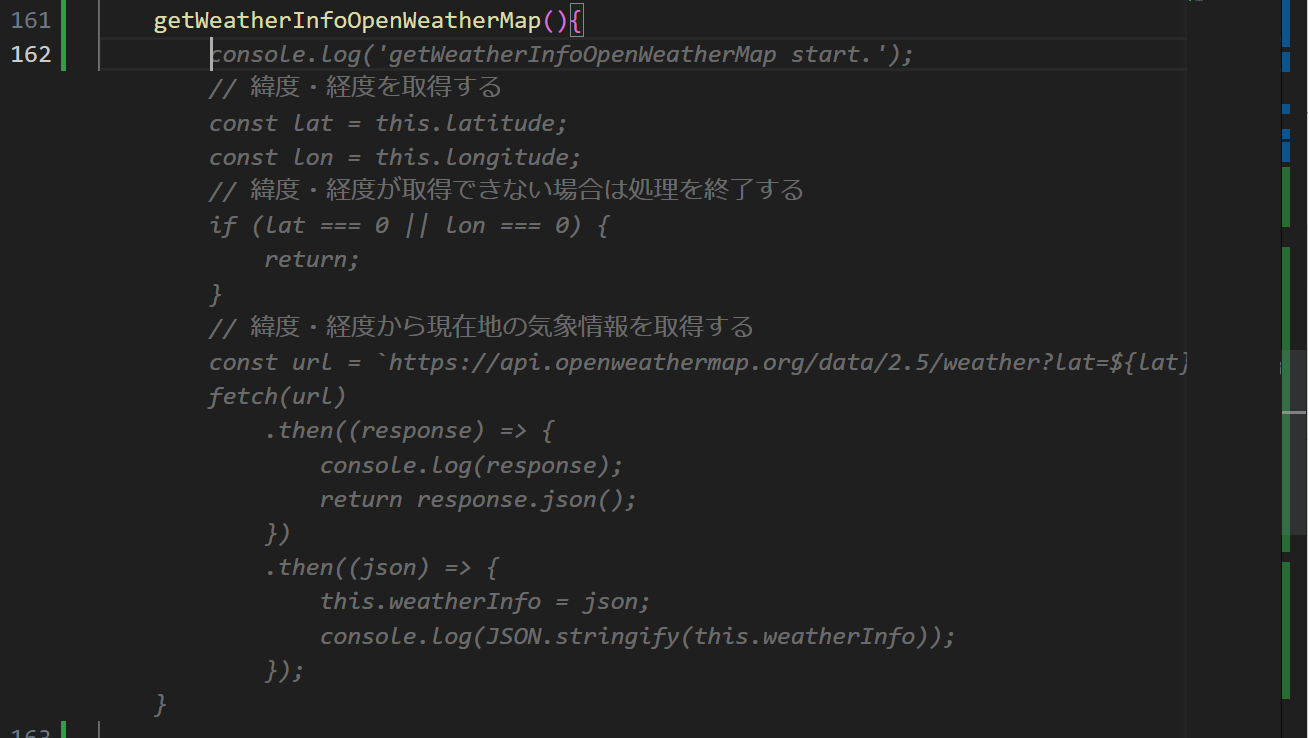 161 getWeatherInfoOpenWeatherMap(){
162 console.log('getWeatherInfoOpenWeatherMap start.');
// 緯度・経度を取得する
const lat = this.latitude;
const lon = this.longitude;
// 緯度・経度が取得できない場合は処理を終了する
if (lat === 0 || lon === 0) {
return;
}
// 緯度・経度から現在地の気象情報を取得する
const url = `https://api.openweathermap.org/data/2.5/weather?lat=${lat}
fetch(url)
.then((response) => {
console.log(response);
return response.json();
})
.then((json) => {
this.weatherInfo = json;
console.log(JSON.stringify(this.weatherInfo));
});
}
163